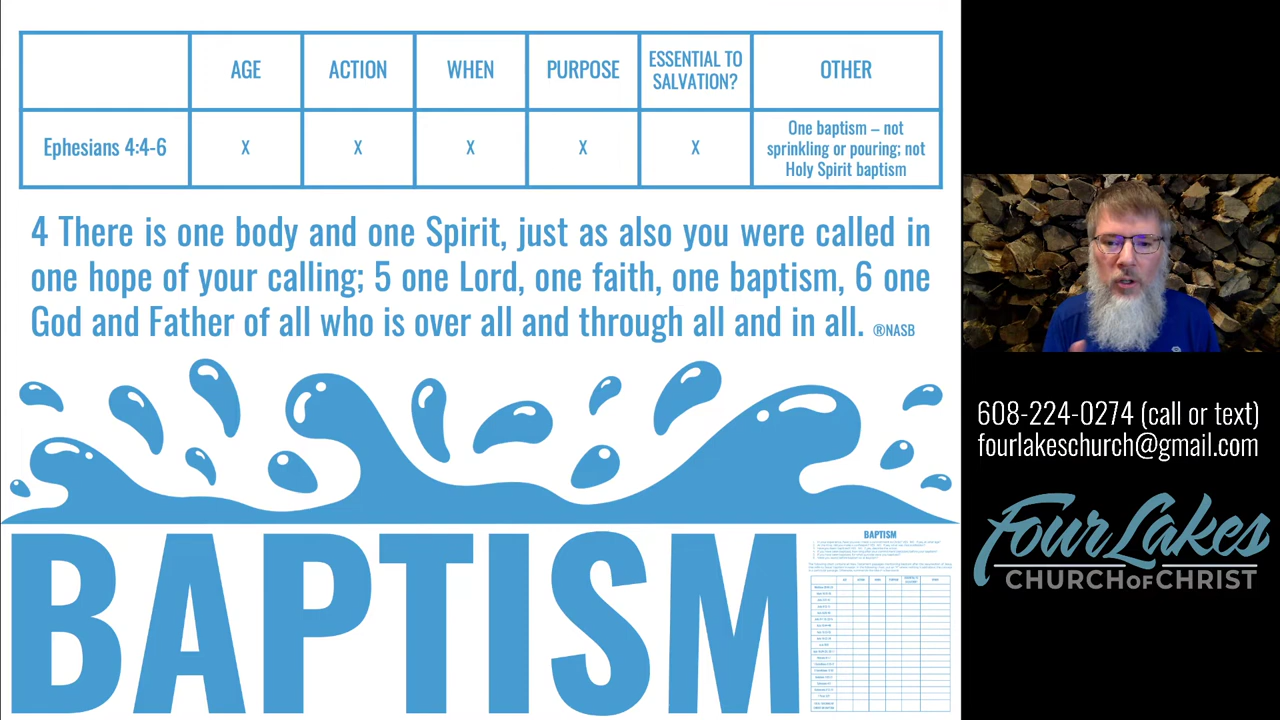 AGE
ACTION
WHEN
PURPOSE
ESSENTIAL TO
SALVATION?
OTHER
Ephesians 4:4-6
X
X
X
X
X
One baptism – not
sprinkling or pouring; not
Holy Spirit baptism
4 There is one body and one Spirit, just as also you were called in
one hope of your calling; 5 one Lord, one faith, one baptism, 6 one
God and Father of all who is over all and through all and in all. ®NASB
608-224-0274 (call or text)
fourlakeschurch@gmail.com
Four Lakes
CHURCH OF CHRIST
BAPTISM
BAPTISM